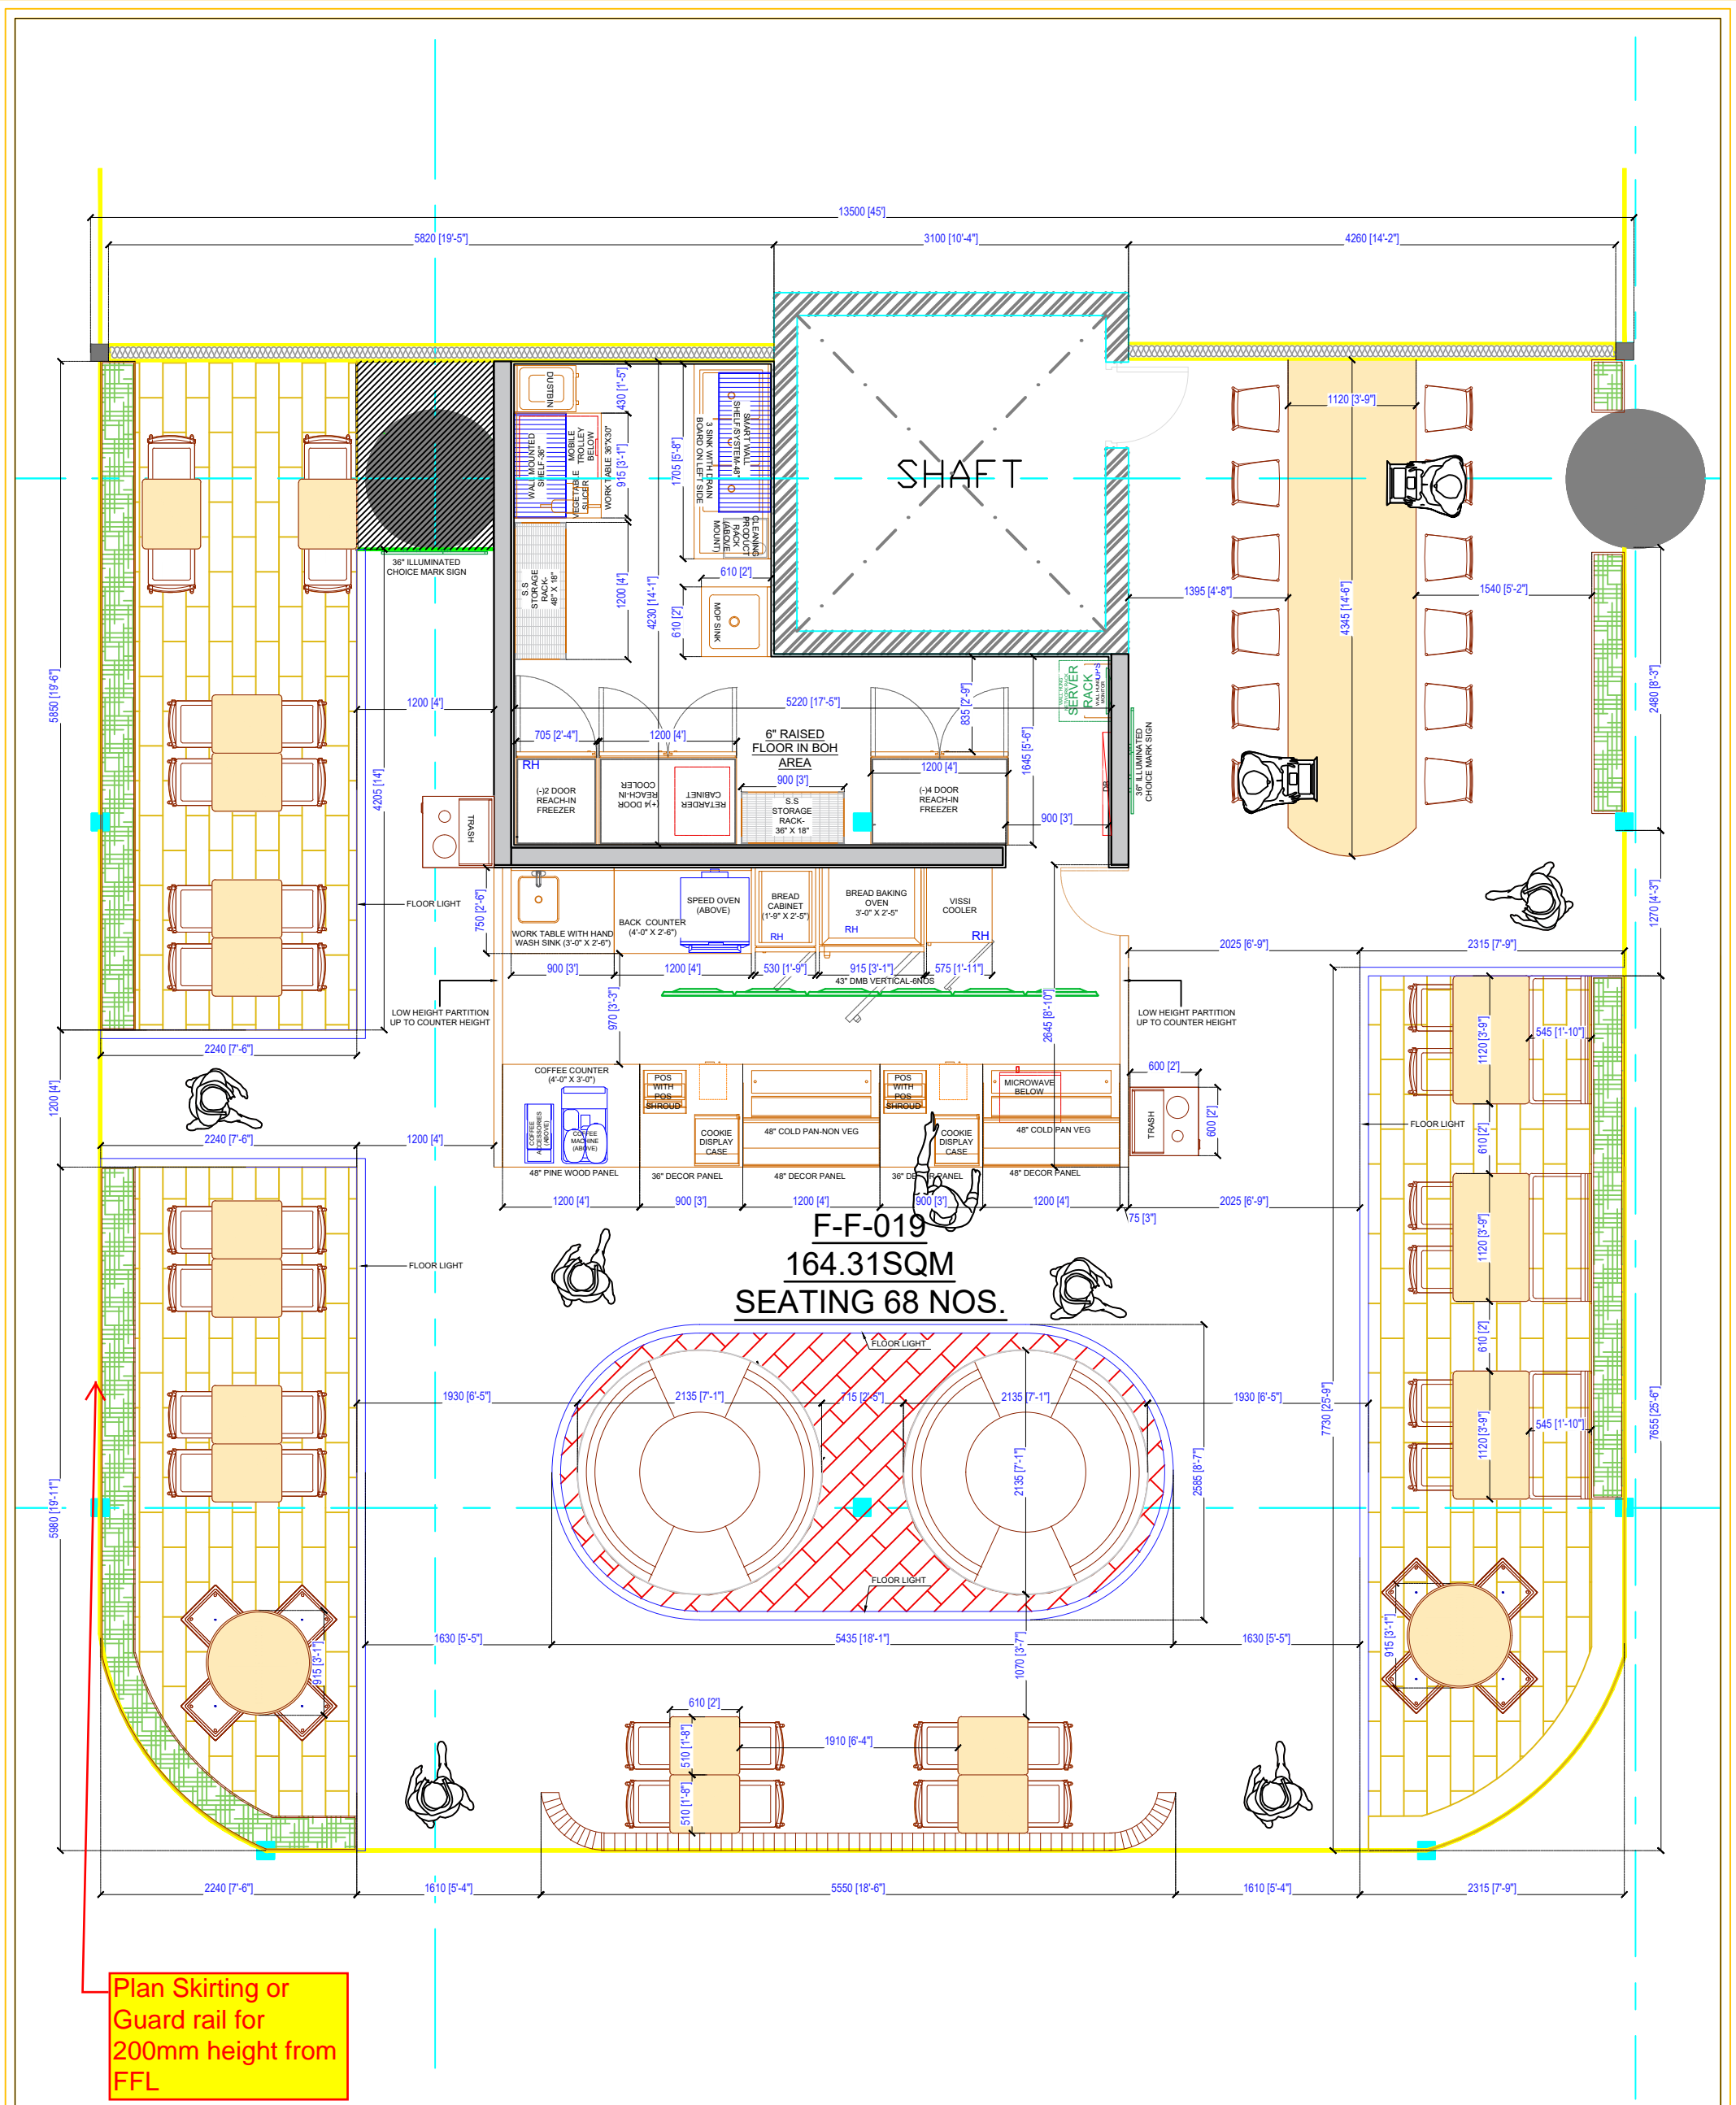 13500 [45']
5820 [19'-5"]
3100 [10'-4"]
4260 [14'-2"]
DUSTBIN
430 [1'-5"]
WALL MOUNTED
SHELF-36"
MOBILE
TROLLEY
BELOW
VEGETABLE
SLICER
WORK TABLE 36"X30"
915 [3'-1"]
1705 [5'-8"]
3 SINK WITH DRAIN
BOARD ON LEFT SIDE
SMART WALL
SHELF/SYSTEM-48"
CLEANING
PRODUCT
RACK
(ABOVE
MOUNT)
SHAFT
1120 [3'-9"]
36" ILLUMINATED
CHOICE MARK SIGN
S.S
STORAGE
RACK-
48" X 18"
1200 [4']
4230 [14'-1"]
610 [2']
610 [2']
MOP SINK
1395 [4'-8"]
4345 [14'-6"]
1540 [5'-2"]
5850 [19'-6"]
1200 [4']
4205 [14']
5220 [17'-5"]
835 [2'-9"]
SERVER
RACK
UPS
2480 [8'-3"]
705 [2'-4"]
1200 [4']
6" RAISED
FLOOR IN BOH
AREA
1645 [5'-6"]
36" ILLUMINATED
CHOICE MARK SIGN
RH
(-)2 DOOR
REACH-IN
FREEZER
(+)4 DOOR
REACH-IN
COOLER
RETARDER
CABINET
900 [3']
S.S
STORAGE
RACK-
36" X 18"
1200 [4']
(-)4 DOOR
REACH-IN
FREEZER
900 [3']
DB
TRASH
FLOOR LIGHT
750 [2'-6"]
WORK TABLE WITH HAND
WASH SINK (3'-0" X 2'-6")
BACK COUNTER
(4'-0" X 2'-6")
SPEED OVEN
(ABOVE)
BREAD
CABINET
(1'-9" X 2'-5")
RH
BREAD BAKING
OVEN
3'-0" X 2'-5"
RH
VISSI
COOLER
RH
1270 [4'-3"]
2025 [6'-9"]
2315 [7'-9"]
900 [3']
1200 [4']
530 [1'-9"]
915 [3'-1"]
575 [1'-11"]
43" DMB VERTICAL-6NOS
LOW HEIGHT PARTITION
UP TO COUNTER HEIGHT
970 [3'-3"]
2645 [8'-10"]
LOW HEIGHT PARTITION
UP TO COUNTER HEIGHT
2240 [7'-6"]
1120 [3'-9"]
545 [1'-10"]
1200 [4']
COFFEE COUNTER
(4'-0" X 3'-0")
COFFEE
ACCESSORIES
(ABOVE)
COFFEE
MACHINE
(ABOVE)
POS
WITH
POS
SHROUD
COOKIE
DISPLAY
CASE
48" COLD PAN-NON VEG
POS
WITH
POS
SHROUD
COOKIE
DISPLAY
CASE
MICROWAVE
BELOW
48" COLD PAN VEG
600 [2']
TRASH
600 [2']
FLOOR LIGHT
610 [2']
2240 [7'-6"]
1200 [4']
48" PINE WOOD PANEL
36" DECOR PANEL
48" DECOR PANEL
36" DECOR PANEL
48" DECOR PANEL
1200 [4']
900 [3']
1200 [4']
900 [3']
1200 [4']
75 [3"]
2025 [6'-9"]
1120 [3'-9"]
F-F-019
164.31SQM
SEATING 68 NOS.
FLOOR LIGHT
610 [2']
FLOOR LIGHT
1930 [6'-5"]
2135 [7'-1"]
715 [2'-5"]
2135 [7'-1"]
1930 [6'-5"]
7730 [25'-9"]
1120 [3'-9"]
545 [1'-10"]
7655 [25'-6"]
2135 [7'-1"]
2585 [8'-7"]
5980 [19'-11"]
FLOOR LIGHT
915 [3'-1"]
915 [3'-1"]
1630 [5'-5"]
5435 [18'-1"]
1070 [3'-7"]
1630 [5'-5"]
610 [2']
510 [1'-8"]
1910 [6'-4"]
510 [1'-8"]
2240 [7'-6"]
1610 [5'-4"]
5550 [18'-6"]
1610 [5'-4"]
2315 [7'-9"]
Plan Skirting or
Guard rail for
200mm height from
FFL